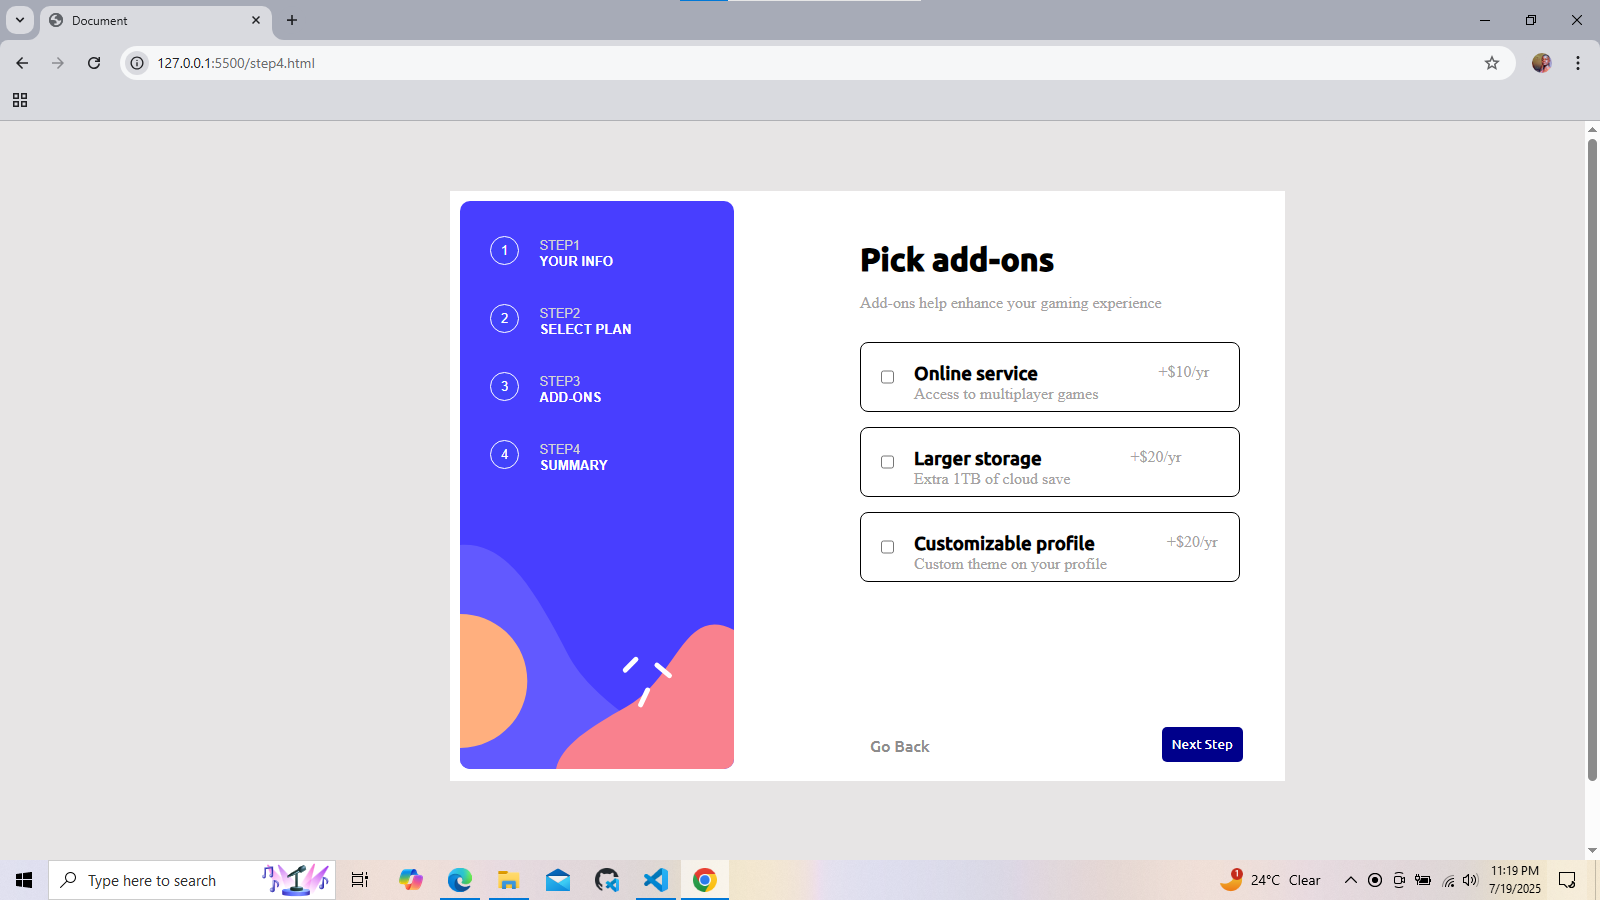 Document
127.0.0.1:5500/step4.html
1
STEP1
YOUR INFO
2
STEP2
SELECT PLAN
3
STEP3
ADD-ONS
4
STEP4
SUMMARY
Pick add-ons
Add-ons help enhance your gaming experience
Online service
+$10/yr
Access to multiplayer games
Larger storage
+$20/yr
Extra 1TB of cloud save
Customizable profile
+$20/yr
Custom theme on your profile
Go Back
Next Step
Type here to search
1
24°C Clear
11:19 PM
7/19/2025